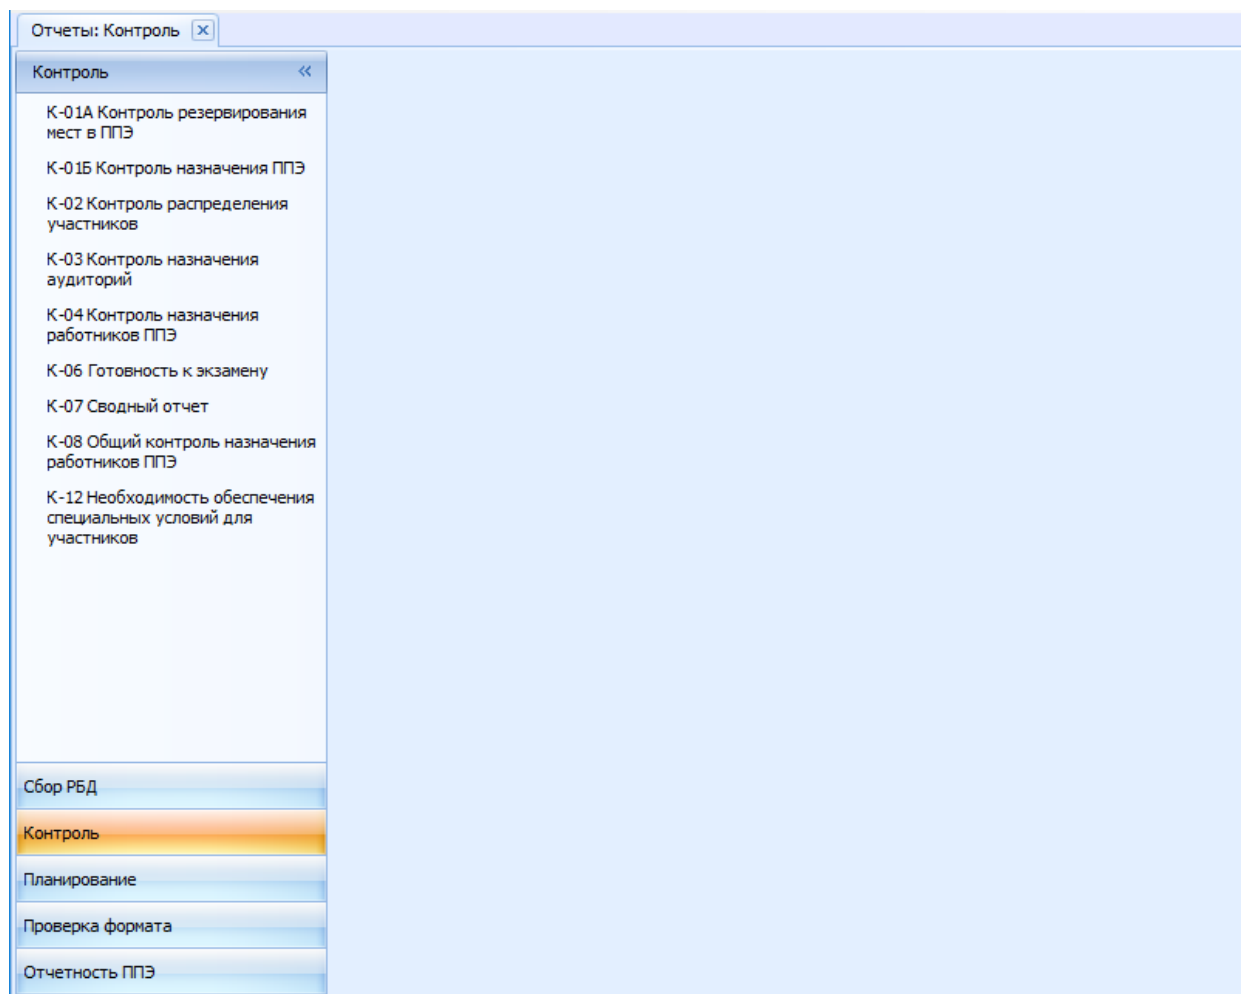 Отчеты: Контроль
Контроль
К-01А Контроль резервирования
мест в ППЭ
К-01Б Контроль назначения ППЭ
К-02 Контроль распределения
участников
К-03 Контроль назначения
аудиторий
К-04 Контроль назначения
работников ППЭ
К-06 Готовность к экзамену
К-07 Сводный отчет
К-08 Общий контроль назначения
работников ППЭ
К-12 Необходимость обеспечения
специальных условий для
участников
Сбор РБД
Контроль
Планирование
Проверка формата
Отчетность ППЭ